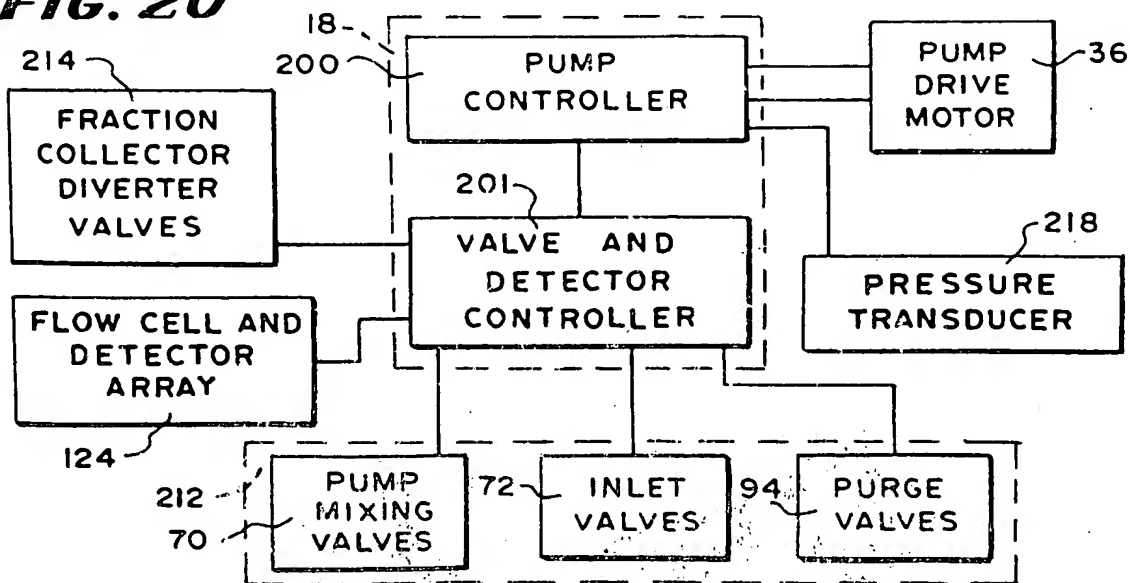 FIG. 20
18
200
PUMP
CONTROLLER
PUMP
DRIVE
MOTOR
36
214
FRACTION
COLLECTOR
DIVERTER
VALVES
201
VALVE AND
DETECTOR
CONTROLLER
218
PRESSURE
TRANSDUCER
FLOW CELL AND
DETECTOR
ARRAY
124
212
70
PUMP
MIXING
VALVES
72
INLET
VALVES
94
PURGE
VALVES